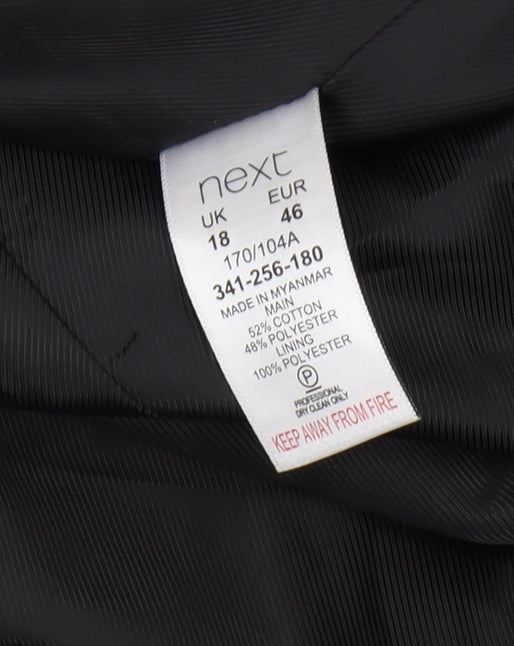 next
UK EUR
18 46
170/104A
341-256-180
MADE IN MYANMAR
MAIN
52% COTTON
48% POLYESTER
LINING
100% POLYESTER
P
PROFESSIONAL
DRY CLEAN ONLY
KEEP AWAY FROM FIRE